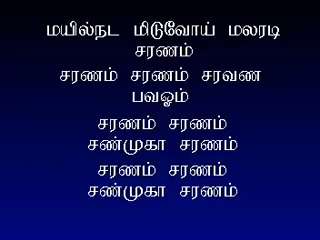 மயில்நட மிடுவோய் மலரடி
சரணம்
சரணம் சரணம் சரவண
பவஓம்
சரணம் சரணம்
சண்முகா சரணம்
சரணம் சரணம்
சண்முகா சரணம்